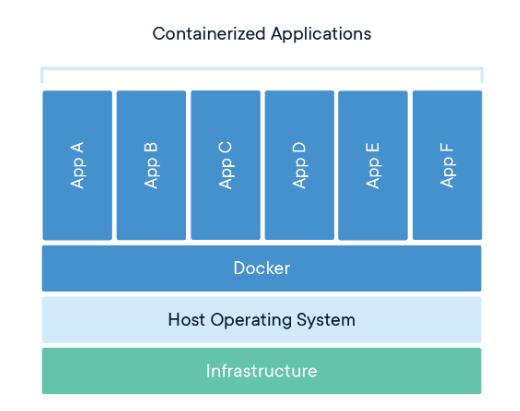 Containerized Applications
App A
App B
App C
App D
App E
App F
Docker
Host Operating System
Infrastructure